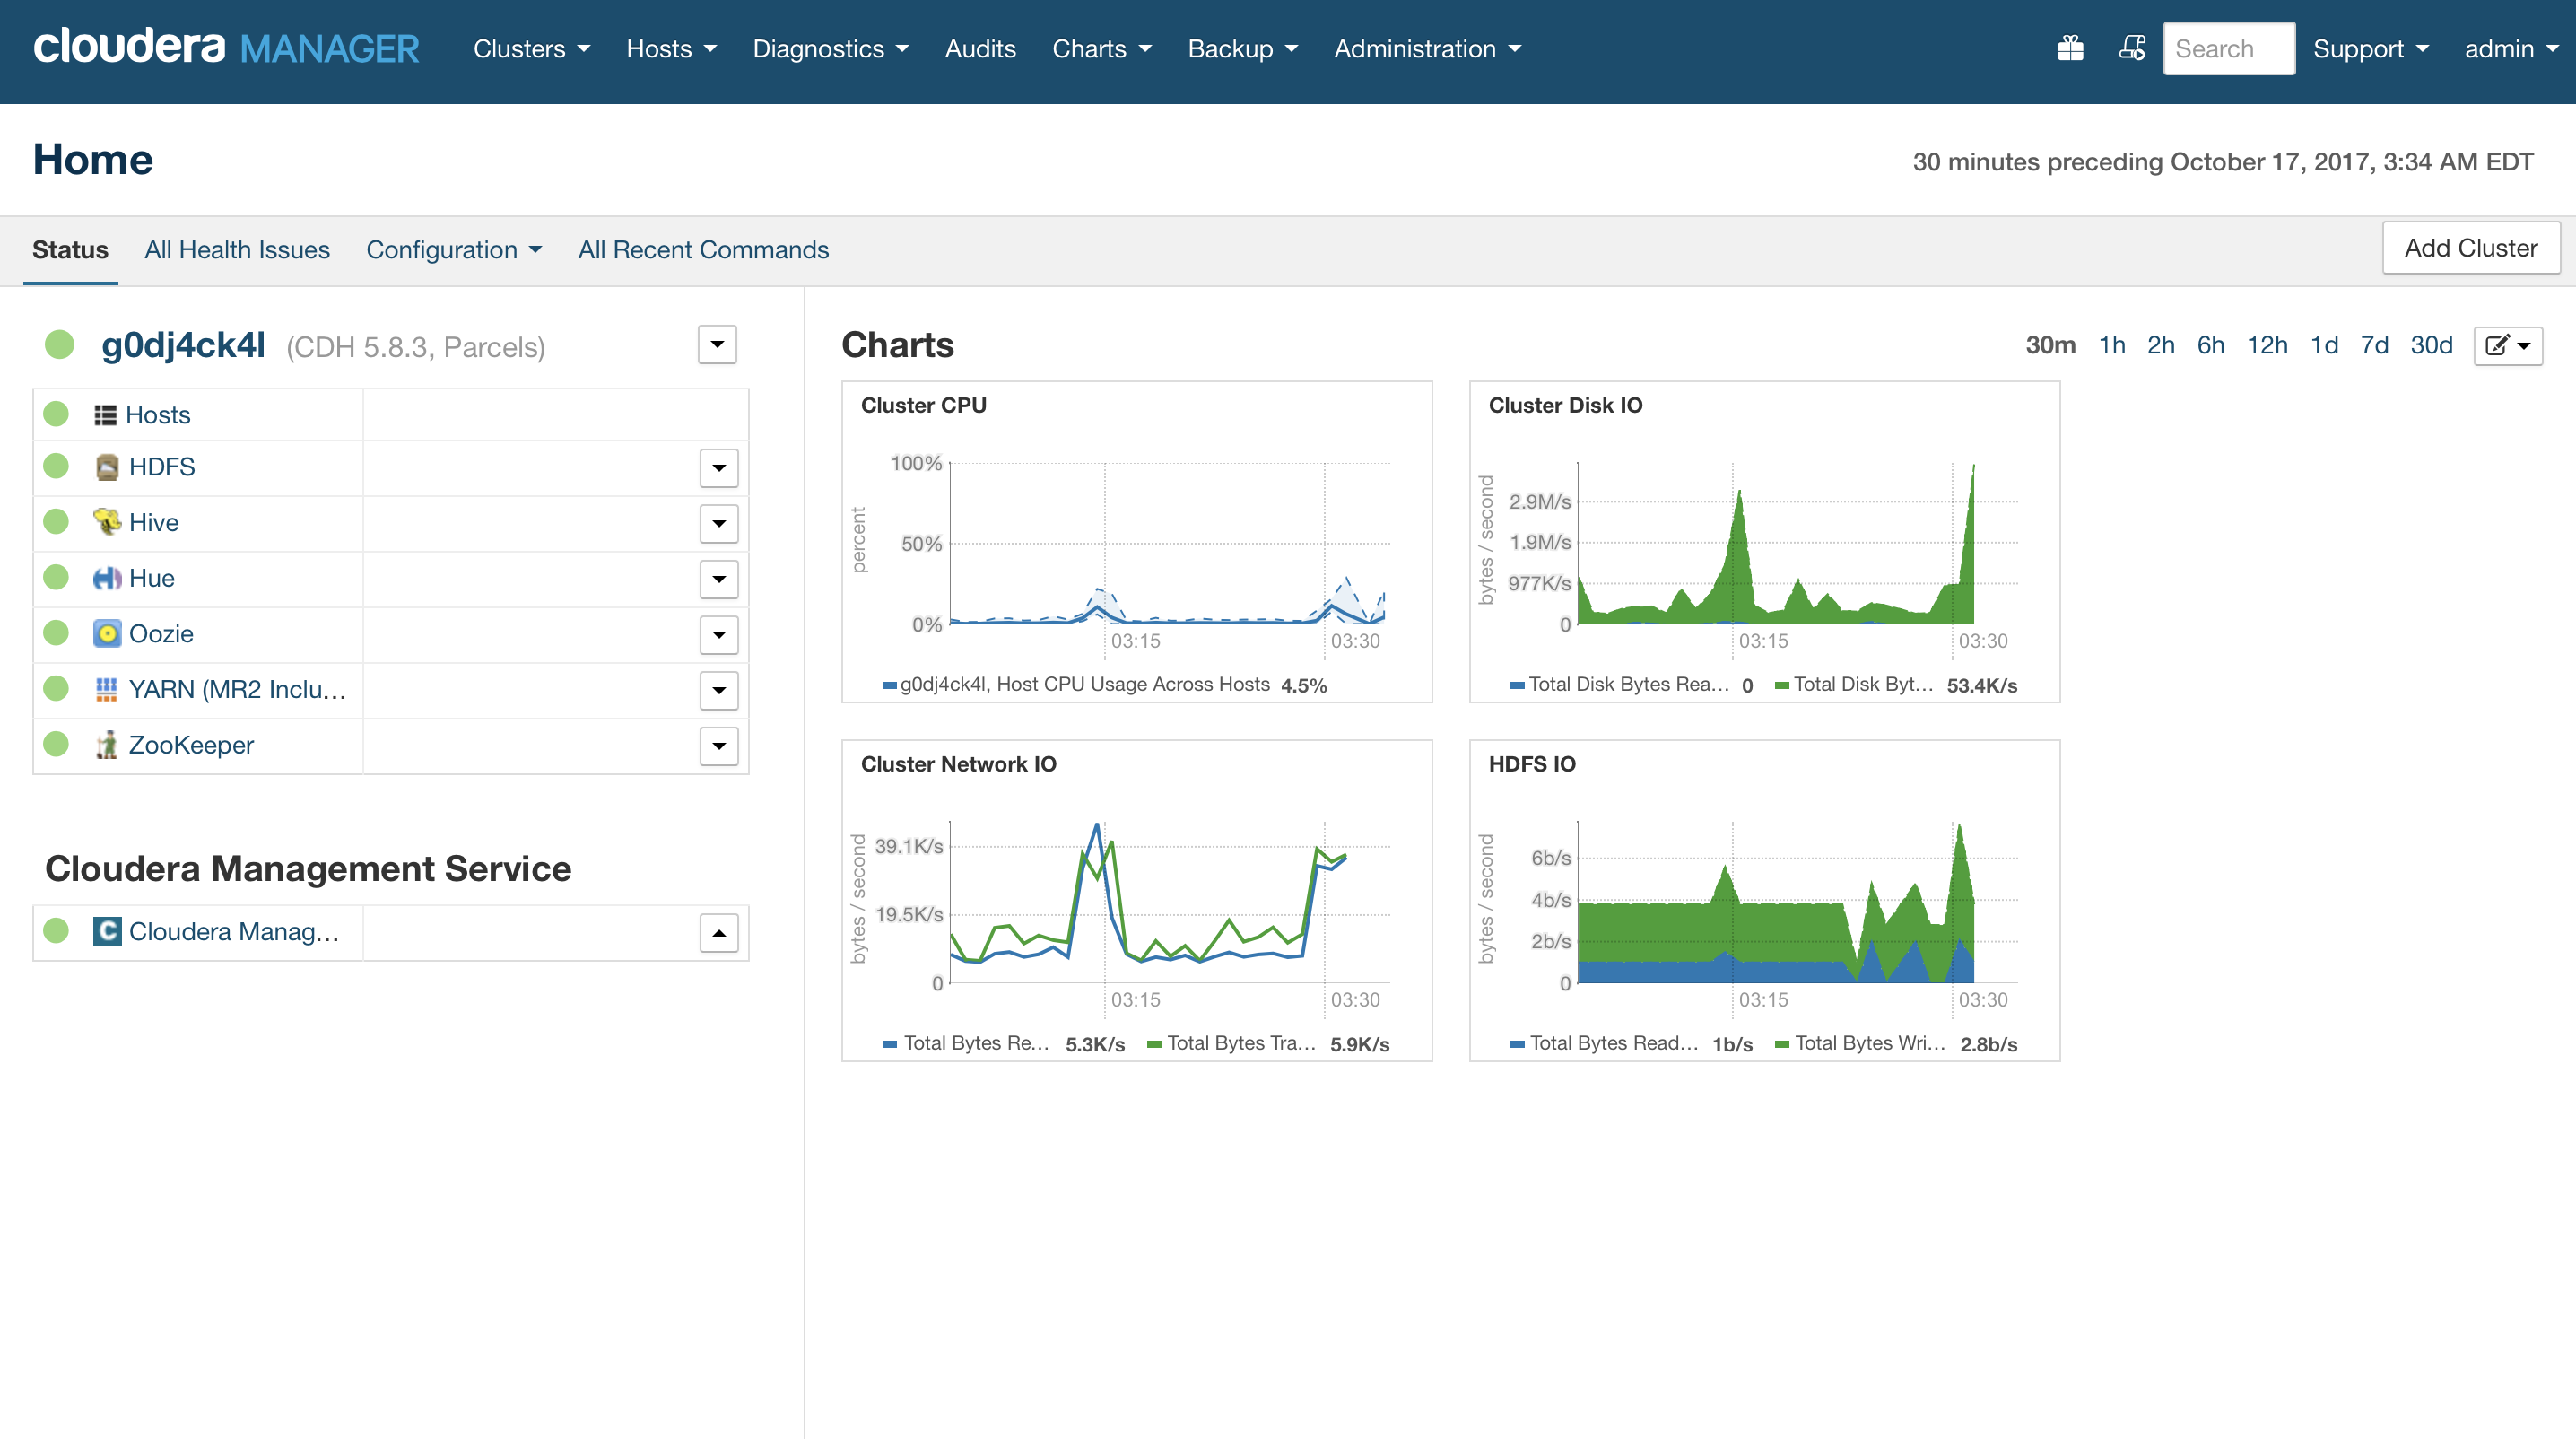 cloudera MANAGER Clusters Hosts Diagnostics Audits Charts Backup Administration Search Support admin
Home
30 minutes preceding October 17, 2017, 3:34 AM EDT
Status All Health Issues Configuration All Recent Commands Add Cluster
g0dj4ck4l (CDH 5.8.3, Parcels)
Hosts
HDFS
Hive
Hue
Oozie
YARN (MR2 Inclu...
ZooKeeper
Cloudera Management Service
C Cloudera Manag...
Charts
30m 1h 2h 6h 12h 1d 7d 30d
Cluster CPU
percent
100%
50%
0%
03:15 03:30
g0dj4ck4l, Host CPU Usage Across Hosts 4.5%
Cluster Disk IO
bytes / second
2.9M/s
1.9M/s
977K/s
0
03:15 03:30
Total Disk Bytes Rea... 0 Total Disk Byt... 53.4K/s
Cluster Network IO
bytes / second
39.1K/s
19.5K/s
0
03:15 03:30
Total Bytes Re... 5.3K/s Total Bytes Tra... 5.9K/s
HDFS IO
bytes / second
6b/s
4b/s
2b/s
0
03:15 03:30
Total Bytes Read... 1b/s Total Bytes Wri... 2.8b/s